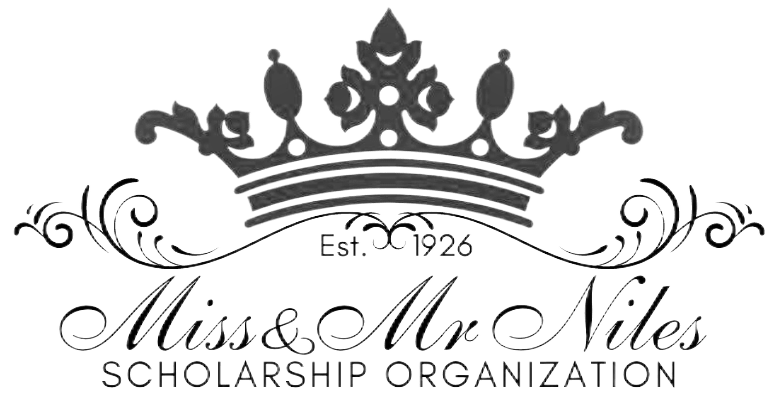 Est. 1926
Miss & Mr Niles
SCHOLARSHIP ORGANIZATION